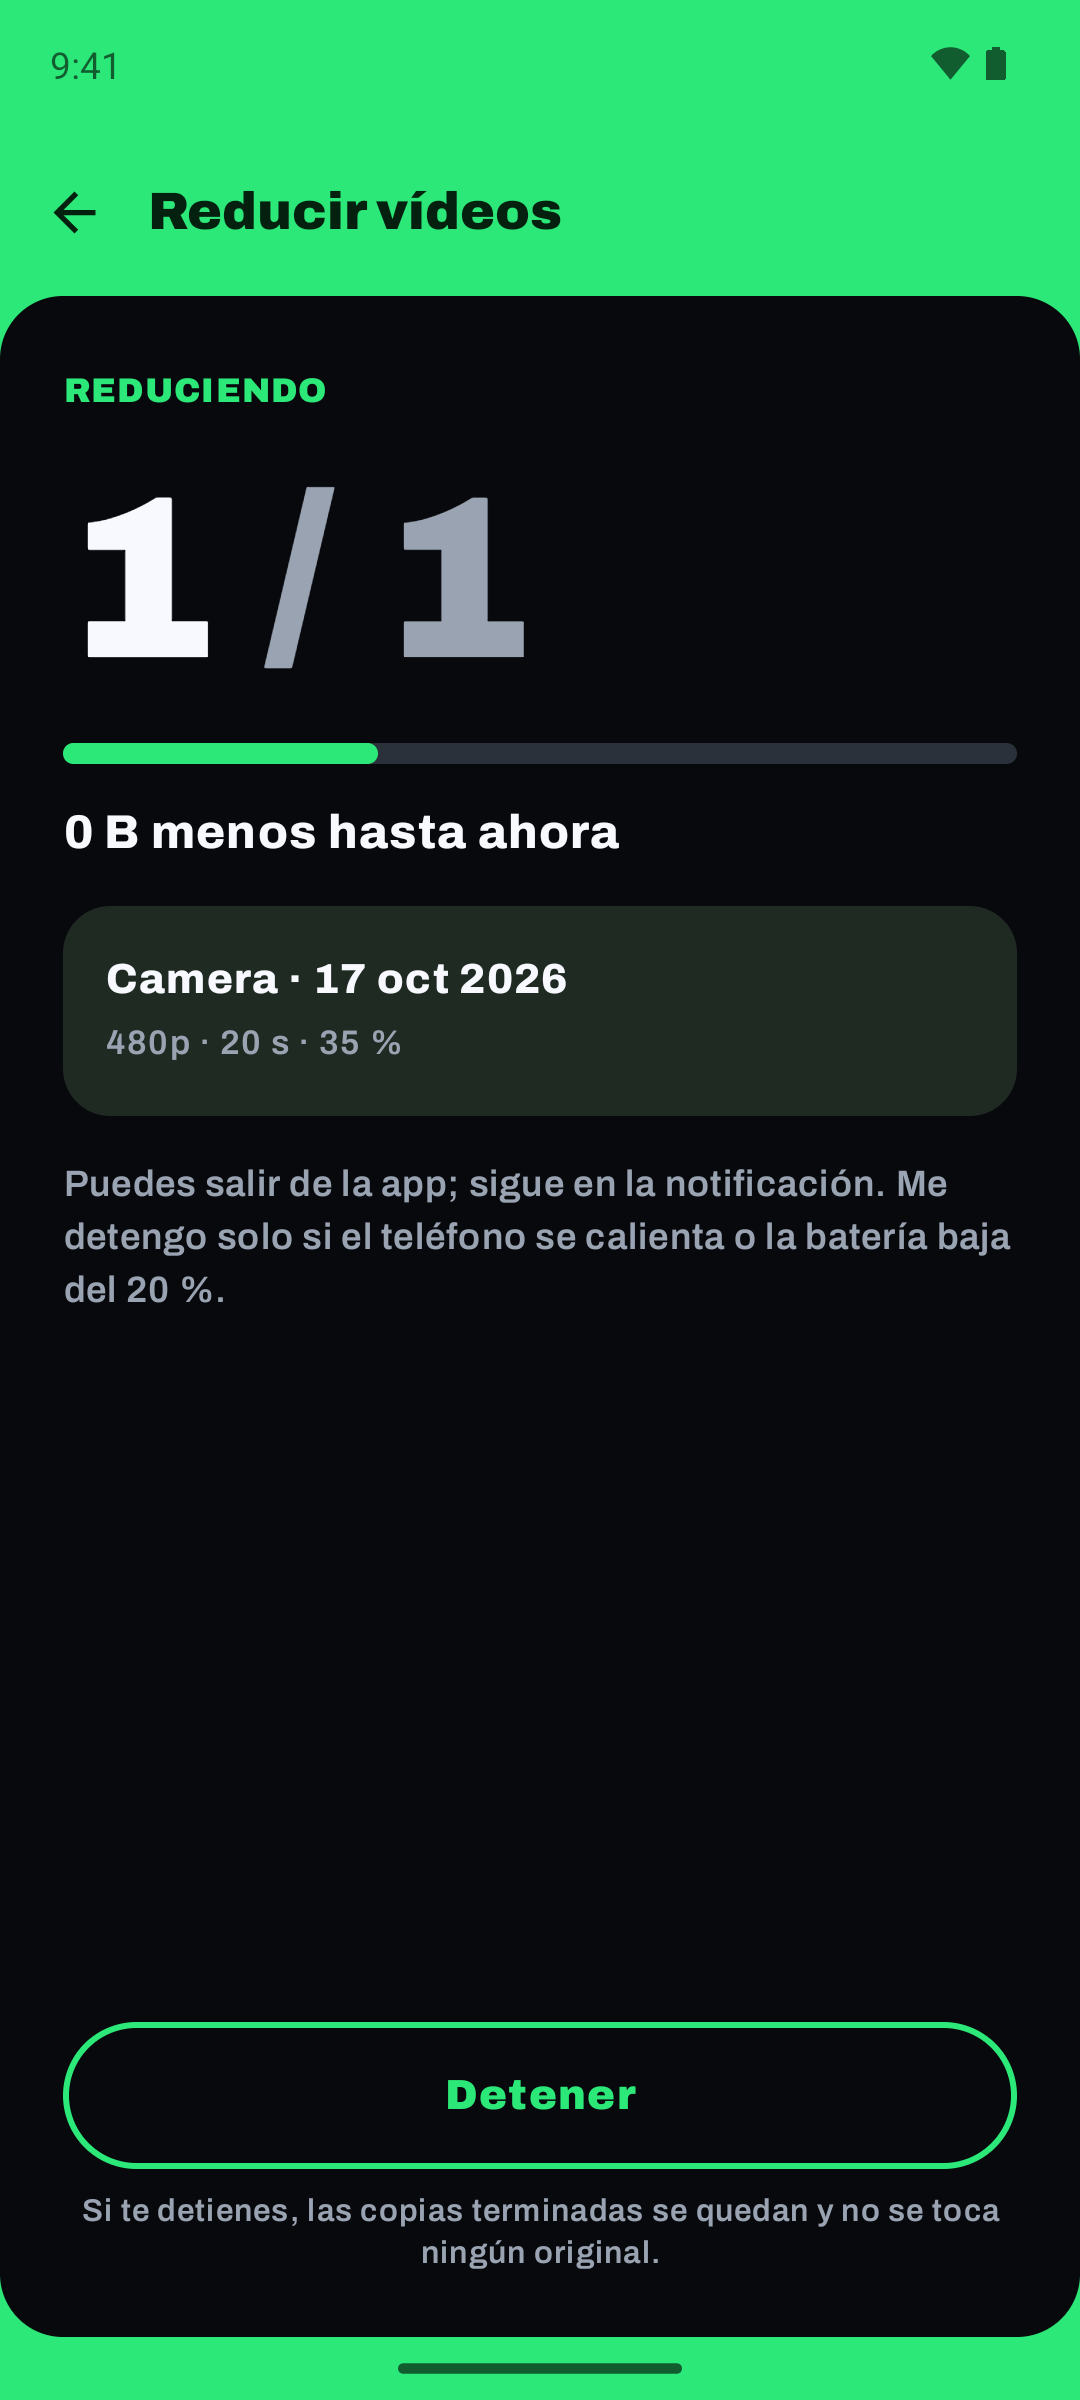 9:41
Reducir vídeos
REDUCIENDO
1 / 1
0 B menos hasta ahora
Camera · 17 oct 2026
480p · 20 s · 35 %
Puedes salir de la app; sigue en la notificación. Me
detengo solo si el teléfono se calienta o la batería baja
del 20 %.
Detener
Si te detienes, las copias terminadas se quedan y no se toca
ningún original.